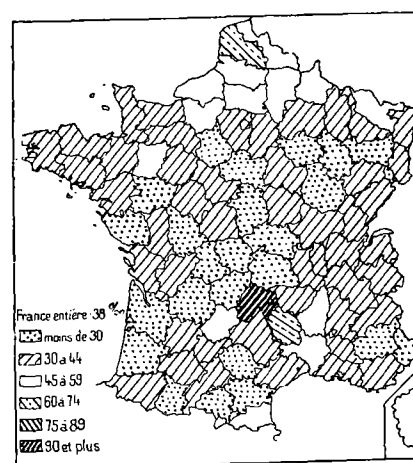 France entière : 38 %
moins de 30
30 à 44
45 à 59
60 à 74
75 à 89
90 et plus